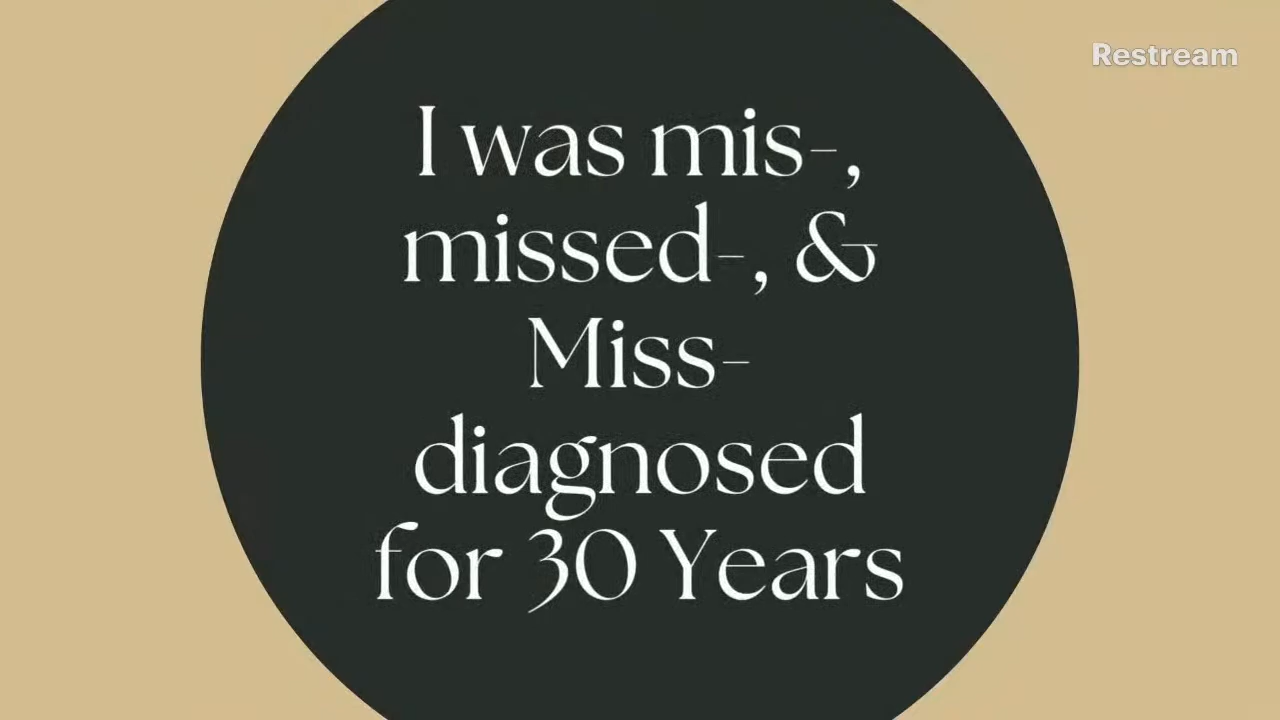 Restream
I was mis-,
missed-, &
Miss-
diagnosed
for 30 Years